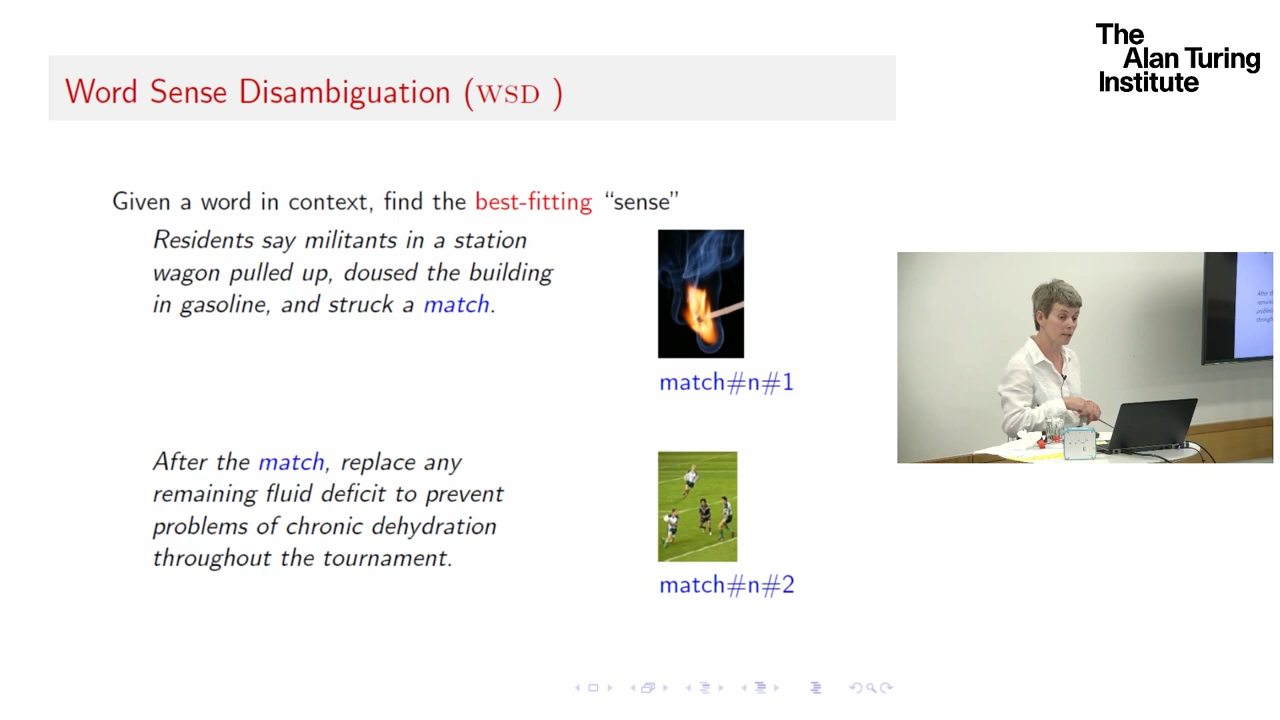 The
Alan Turing
Institute
Word Sense Disambiguation (WSD )
Given a word in context, find the best-fitting “sense”
Residents say militants in a station
wagon pulled up, doused the building
in gasoline, and struck a match.
match#n#1
After the match, replace any
remaining fluid deficit to prevent
problems of chronic dehydration
throughout the tournament.
match#n#2